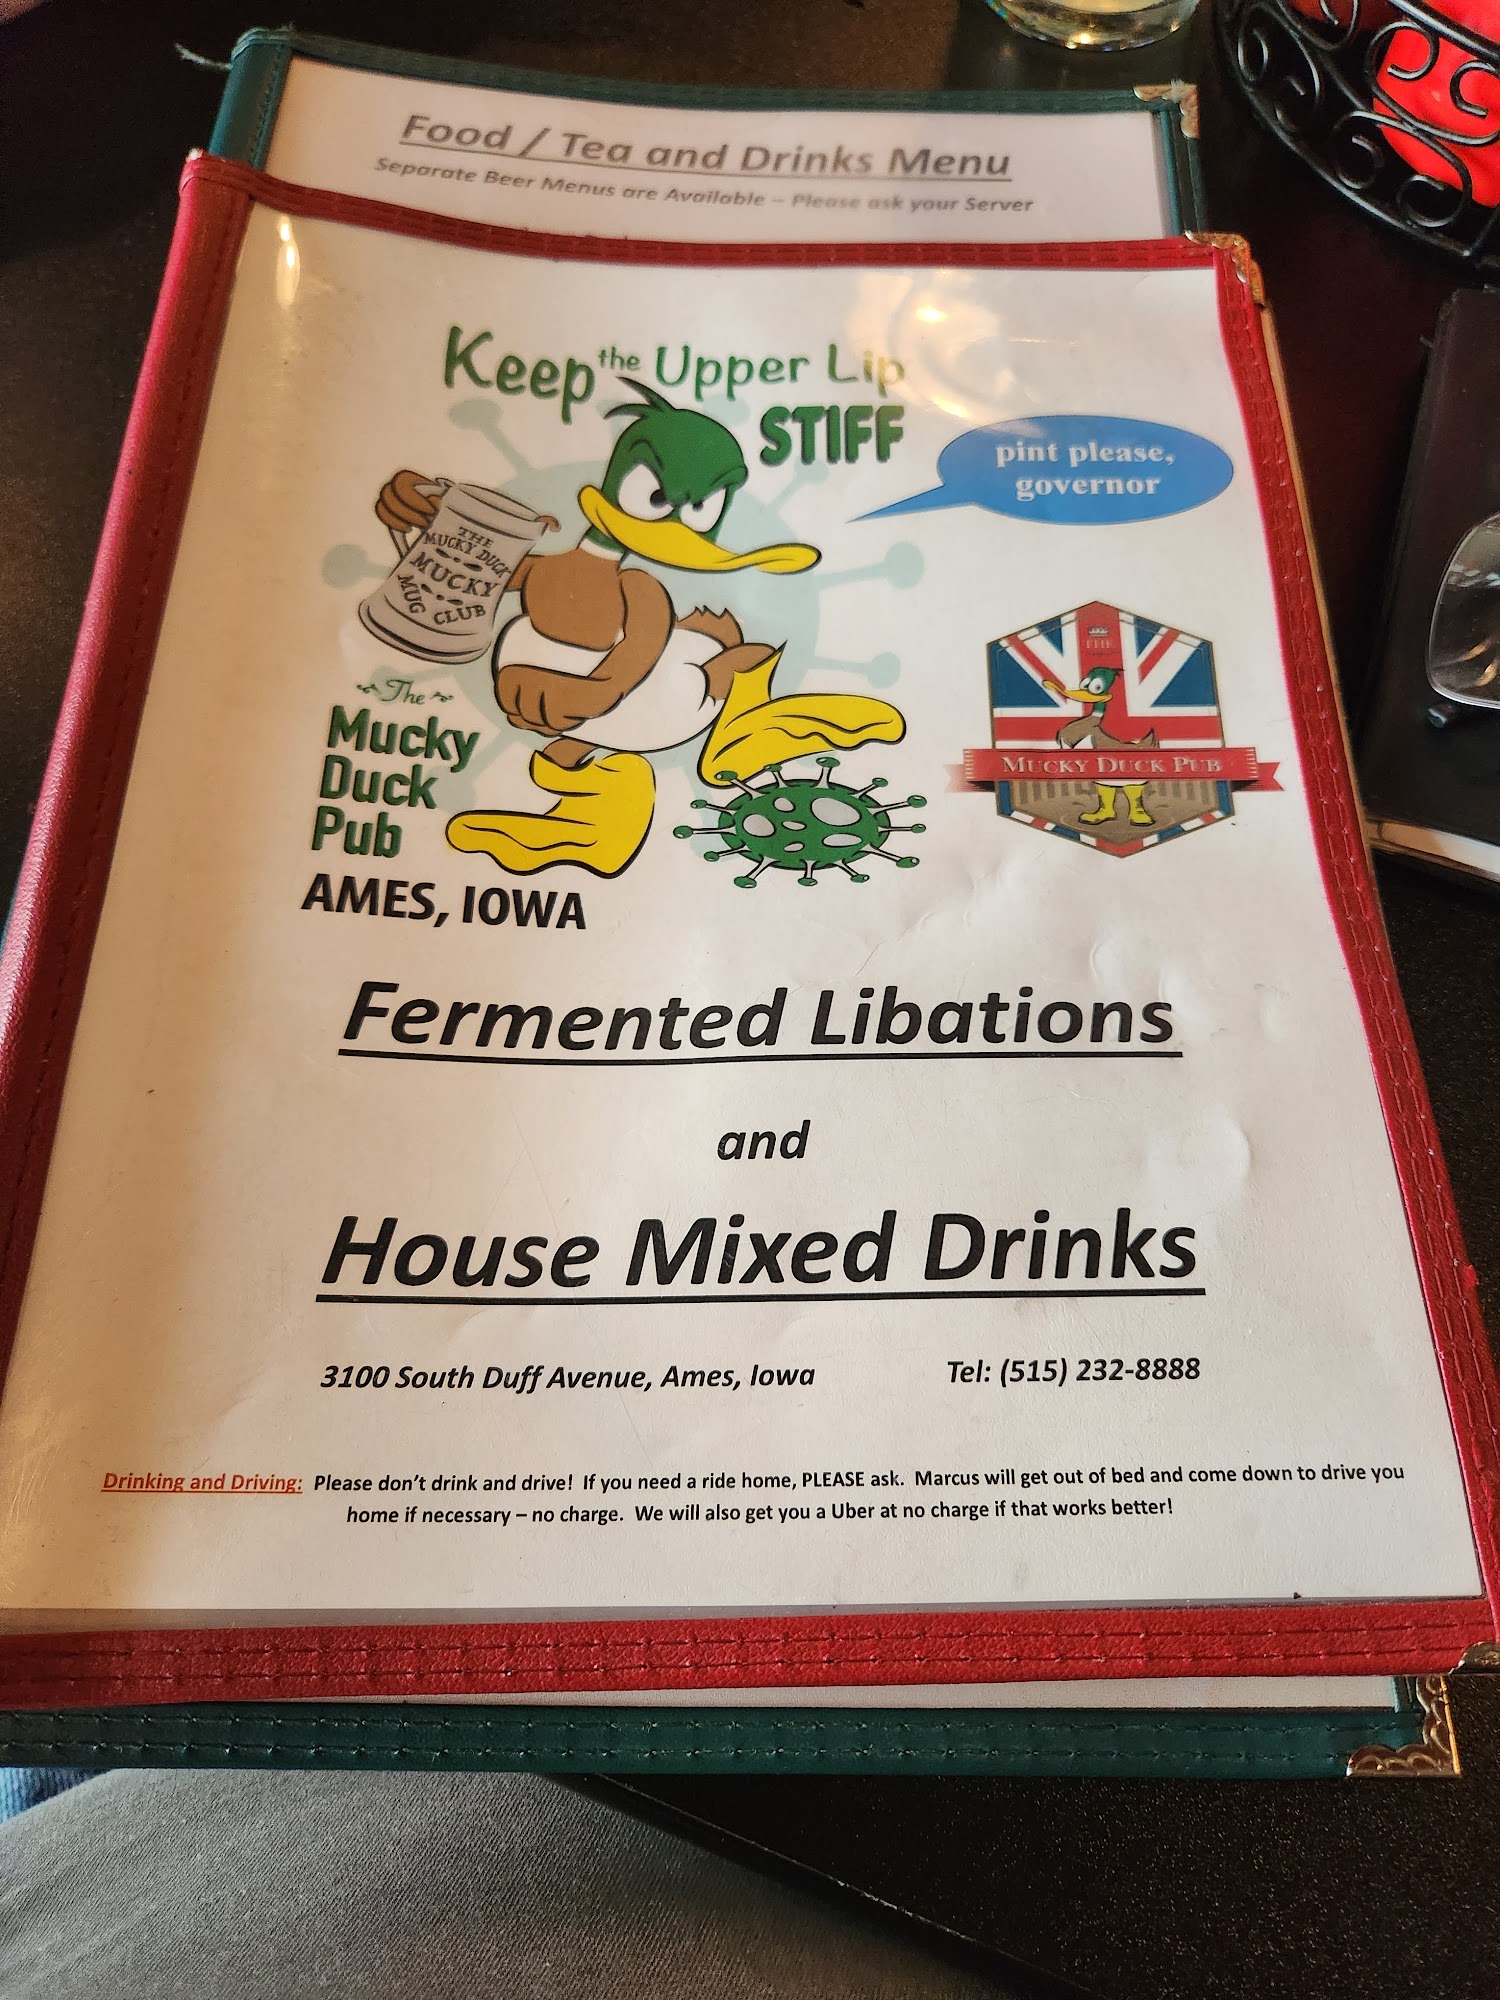 Food / Tea and Drinks Menu
Separate Beer Menus are Available – Please ask your Server
Keep the Upper Lip
STIFF
pint please,
governor
THE
MUCKY DUCK
MUCKY
MUG CLUB
The
Mucky
Duck
Pub
AMES, IOWA
THE
MUCKY DUCK PUB
Fermented Libations
and
House Mixed Drinks
3100 South Duff Avenue, Ames, Iowa Tel: (515) 232-8888
Drinking and Driving: Please don't drink and drive! If you need a ride home, PLEASE ask. Marcus will get out of bed and come down to drive you
home if necessary – no charge. We will also get you a Uber at no charge if that works better!